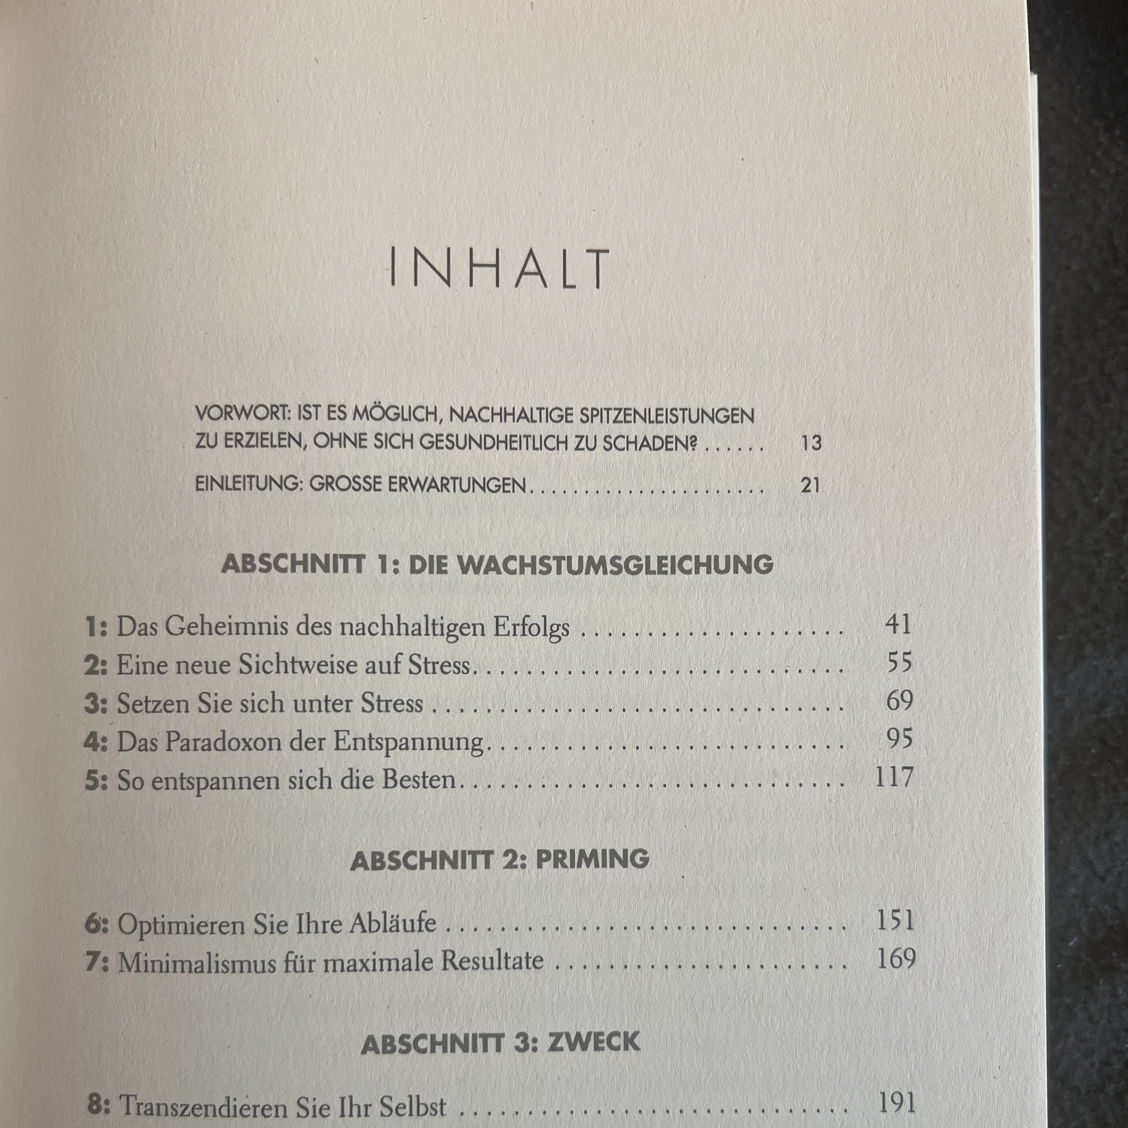 INHALT
VORWORT: IST ES MÖGLICH, NACHHALTIGE SPITZENLEISTUNGEN
ZU ERZIELEN, OHNE SICH GESUNDHEITLICH ZU SCHADEN? ...... 13
EINLEITUNG: GROSSE ERWARTUNGEN...................... 21
ABSCHNITT 1: DIE WACHSTUMSGLEICHUNG
1: Das Geheimnis des nachhaltigen Erfolgs .................... 41
2: Eine neue Sichtweise auf Stress............................ 55
3: Setzen Sie sich unter Stress ............................... 69
4: Das Paradoxon der Entspannung........................... 95
5: So entspannen sich die Besten............................. 117
ABSCHNITT 2: PRIMING
6: Optimieren Sie Ihre Abläufe .............................. 151
7: Minimalismus für maximale Resultate ...................... 169
ABSCHNITT 3: ZWECK
8: Transzendieren Sie Ihr Selbst ............................. 191